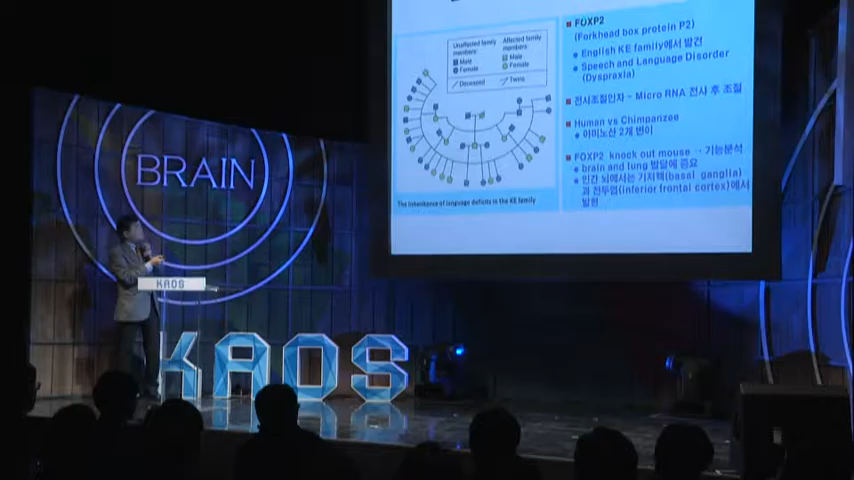 FOXP2
(Forkhead box protein P2)
English KE family에서 발견
Speech and Language Disorder
(Dyspraxia)
전사조절인자 - Micro RNA 전사 후 조절
Human vs Chimpanzee
아미노산 2개 변이
FOXP2 knock out mouse → 기능분석
brain and lung 발달에 중요
인간 뇌에서는 기저핵(basal ganglia)
과 전두엽(inferior frontal cortex)에서
발현
Unaffected family
members:
Male
Female
Affected family
members:
Male
Female
Deceased
Twins
The inheritance of language deficits in the KE family
BRAIN
KAOS
KAOS